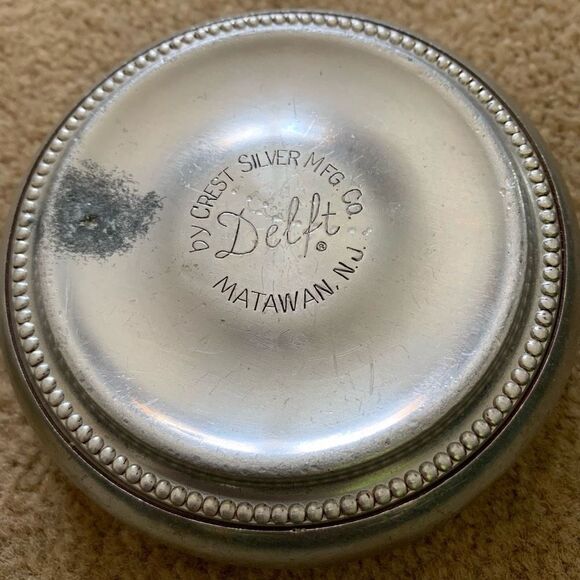 by CREST SILVER MFG. CO.
Delft ®
MATAWAN, N.J.